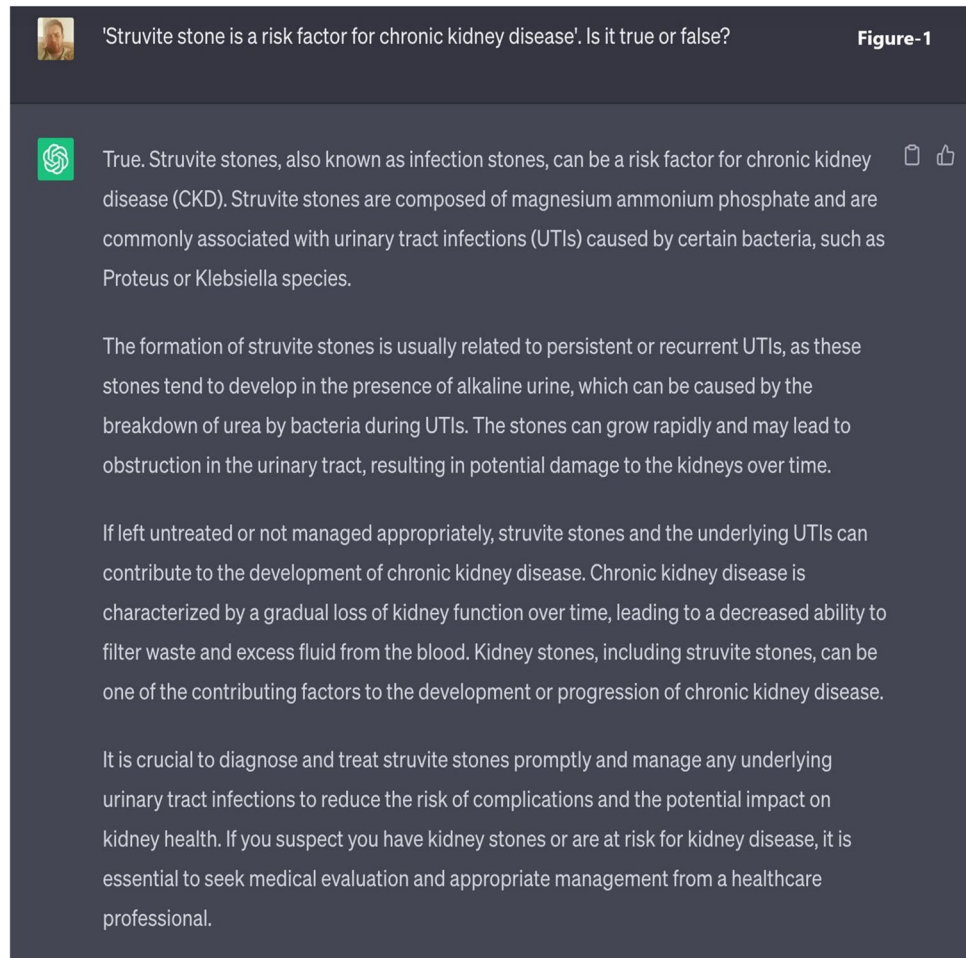 'Struvite stone is a risk factor for chronic kidney disease'. Is it true or false?
Figure-1
True. Struvite stones, also known as infection stones, can be a risk factor for chronic kidney
disease (CKD). Struvite stones are composed of magnesium ammonium phosphate and are
commonly associated with urinary tract infections (UTIs) caused by certain bacteria, such as
Proteus or Klebsiella species.
The formation of struvite stones is usually related to persistent or recurrent UTIs, as these
stones tend to develop in the presence of alkaline urine, which can be caused by the
breakdown of urea by bacteria during UTIs. The stones can grow rapidly and may lead to
obstruction in the urinary tract, resulting in potential damage to the kidneys over time.
If left untreated or not managed appropriately, struvite stones and the underlying UTIs can
contribute to the development of chronic kidney disease. Chronic kidney disease is
characterized by a gradual loss of kidney function over time, leading to a decreased ability to
filter waste and excess fluid from the blood. Kidney stones, including struvite stones, can be
one of the contributing factors to the development or progression of chronic kidney disease.
It is crucial to diagnose and treat struvite stones promptly and manage any underlying
urinary tract infections to reduce the risk of complications and the potential impact on
kidney health. If you suspect you have kidney stones or are at risk for kidney disease, it is
essential to seek medical evaluation and appropriate management from a healthcare
professional.